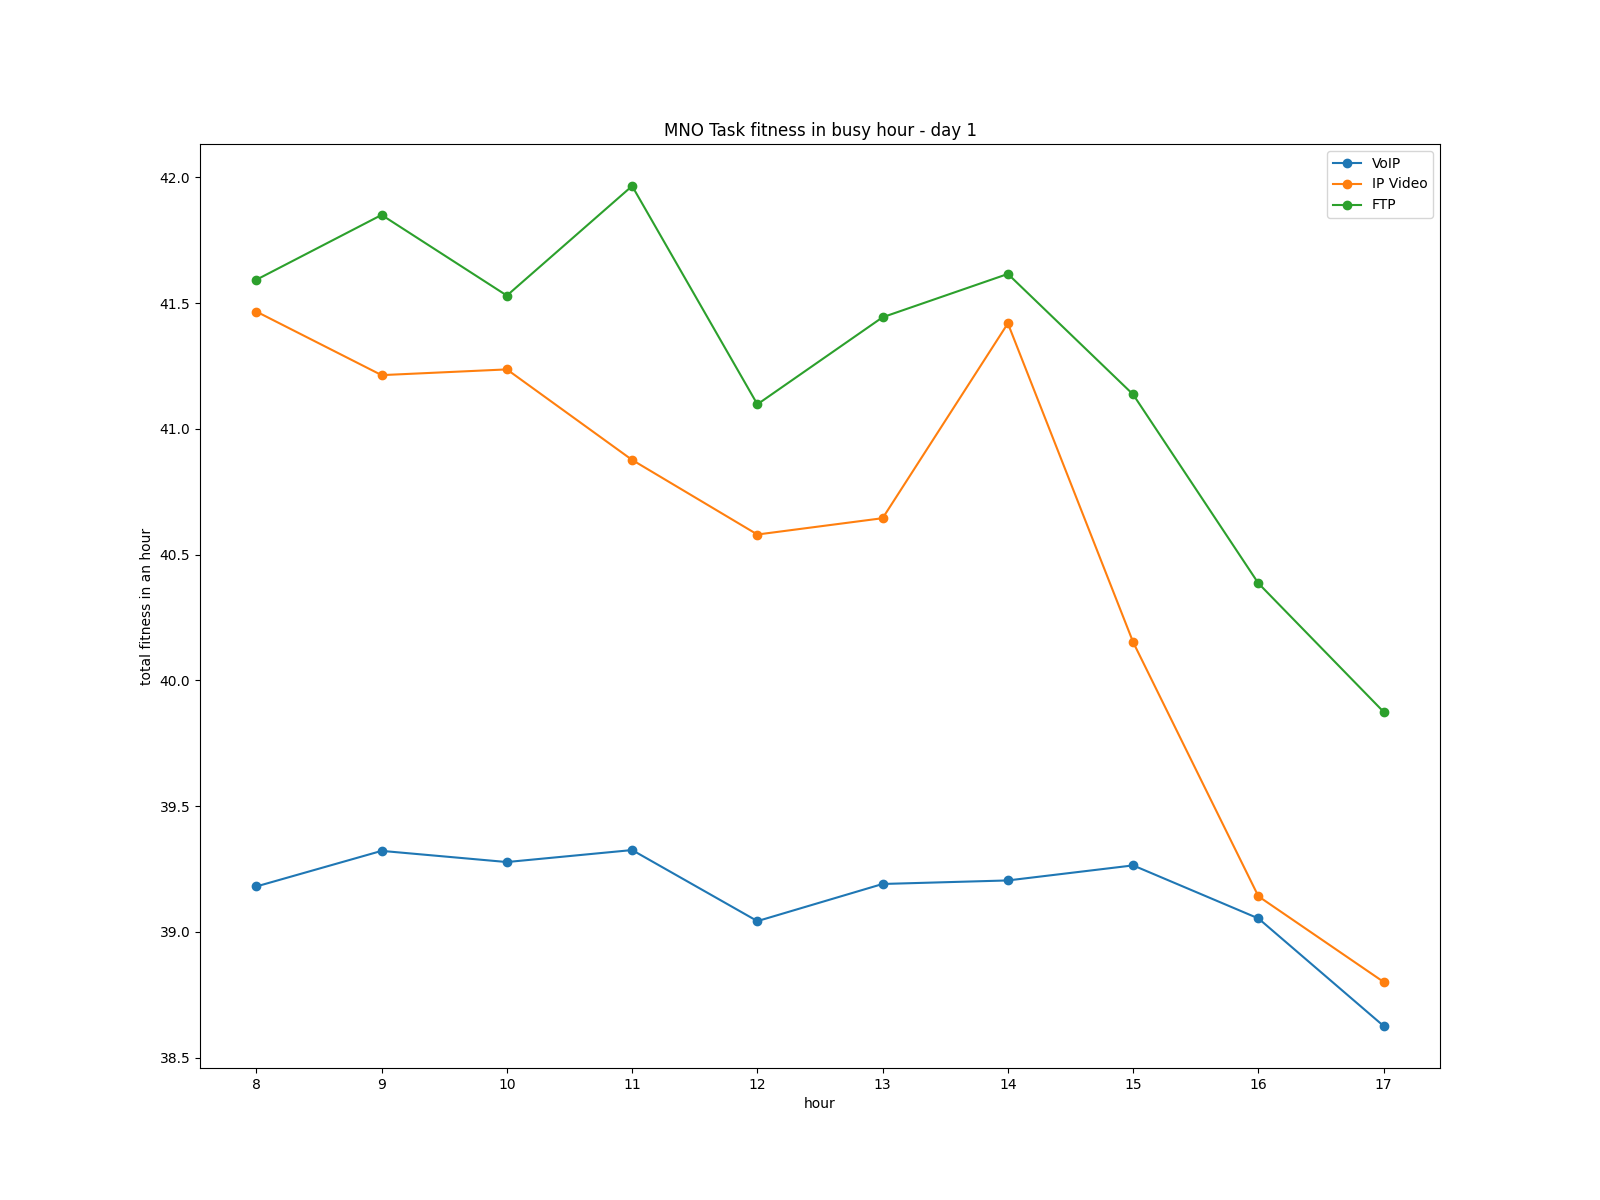 MNO Task fitness in busy hour - day 1
VoIP
IP Video
FTP
42.0
41.5
41.0
40.5
40.0
39.5
39.0
38.5
total fitness in an hour
8 9 10 11 12 13 14 15 16 17
hour